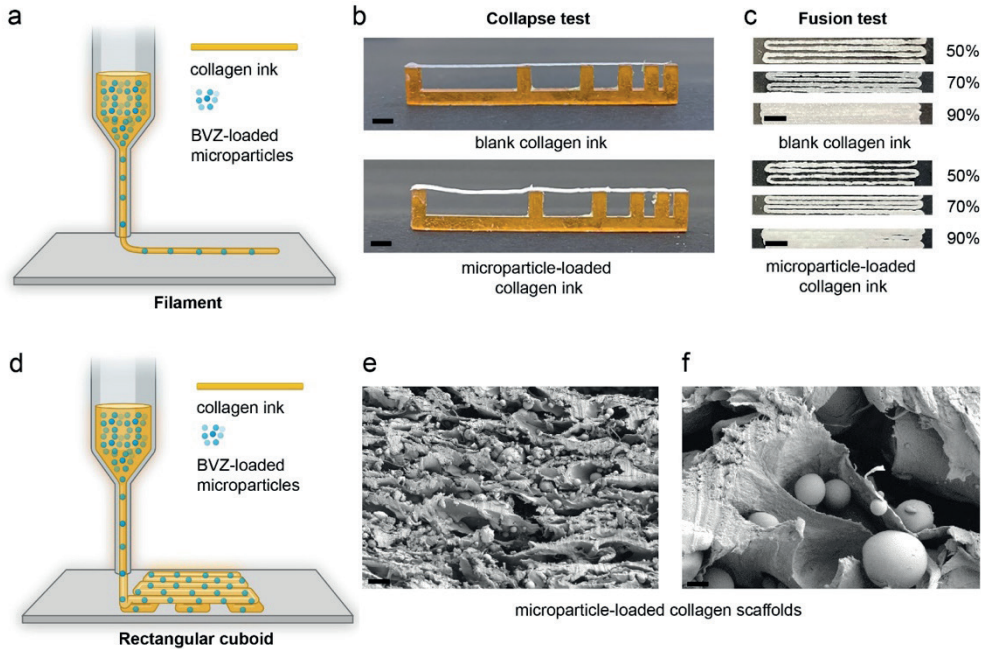 a
collagen ink
BVZ-loaded
microparticles
Filament
b
Collapse test
blank collagen ink
microparticle-loaded
collagen ink
c
Fusion test
50%
70%
90%
blank collagen ink
50%
70%
90%
microparticle-loaded
collagen ink
d
collagen ink
BVZ-loaded
microparticles
Rectangular cuboid
e
f
microparticle-loaded collagen scaffolds